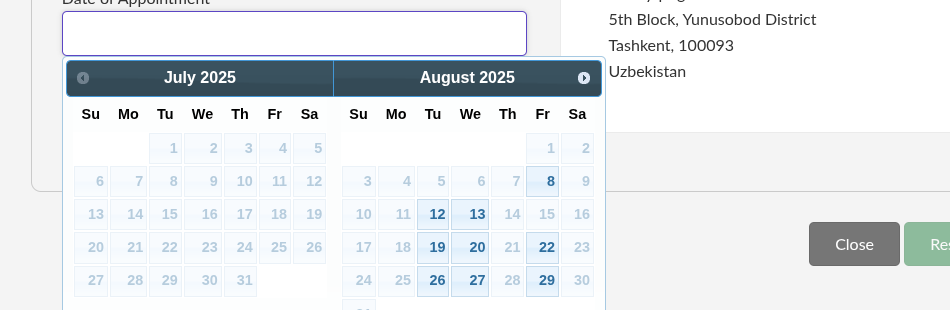 Date of Appointment
5th Block, Yunusobod District
Tashkent, 100093
Uzbekistan
July 2025
Su Mo Tu We Th Fr Sa
1 2 3 4 5
6 7 8 9 10 11 12
13 14 15 16 17 18 19
20 21 22 23 24 25 26
27 28 29 30 31
August 2025
Su Mo Tu We Th Fr Sa
1 2
3 4 5 6 7 8 9
10 11 12 13 14 15 16
17 18 19 20 21 22 23
24 25 26 27 28 29 30
Close